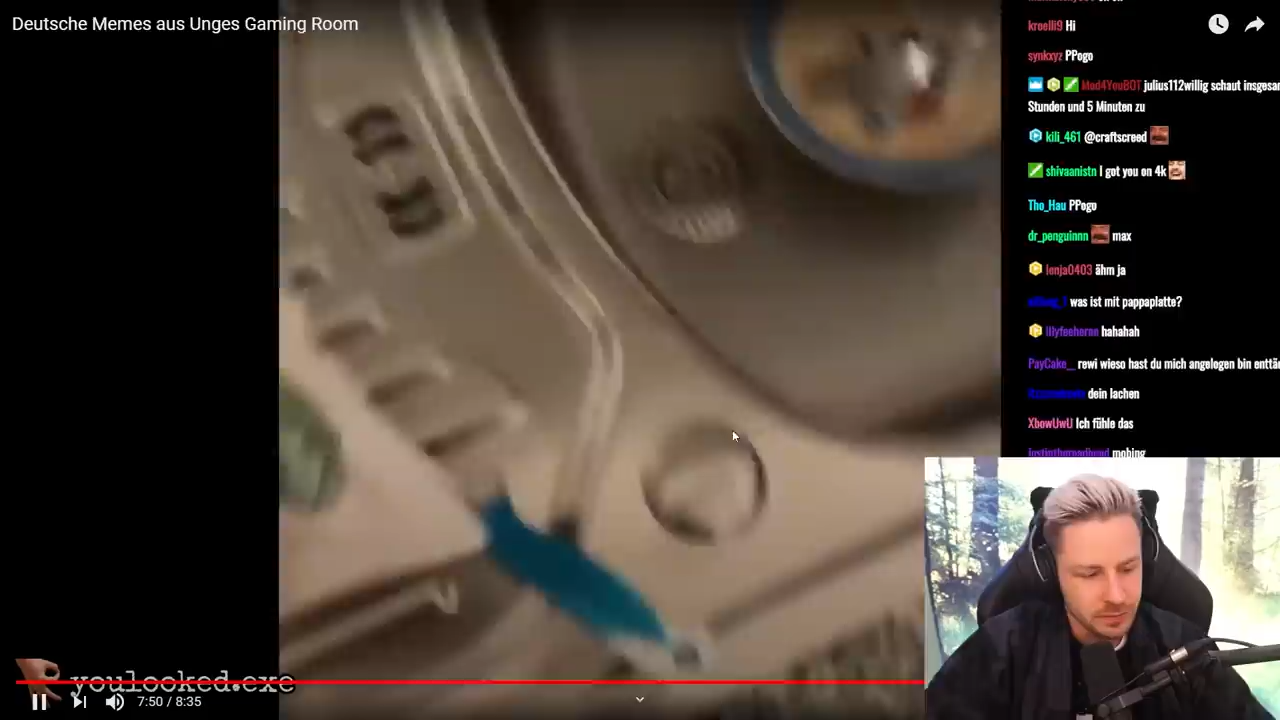 Deutsche Memes aus Unges Gaming Room
kroelli9 Hi
synkxyz PPogo
Mod4YouBOT julius112willig schaut insgesam
Stunden und 5 Minuten zu
kili_461 @craftscreed
shivaanistn I got you on 4k
Tho_Hau PPogo
dr_penguinnn max
lenja0403 ähm ja
was ist mit pappaplatte?
lllyfeehernn hahahah
PayCake__ rewi wieso hast du mich angelogen bin enttä
dein lachen
XbowUwU Ich fühle das
mobing
youlooked.exe
7:50 / 8:35